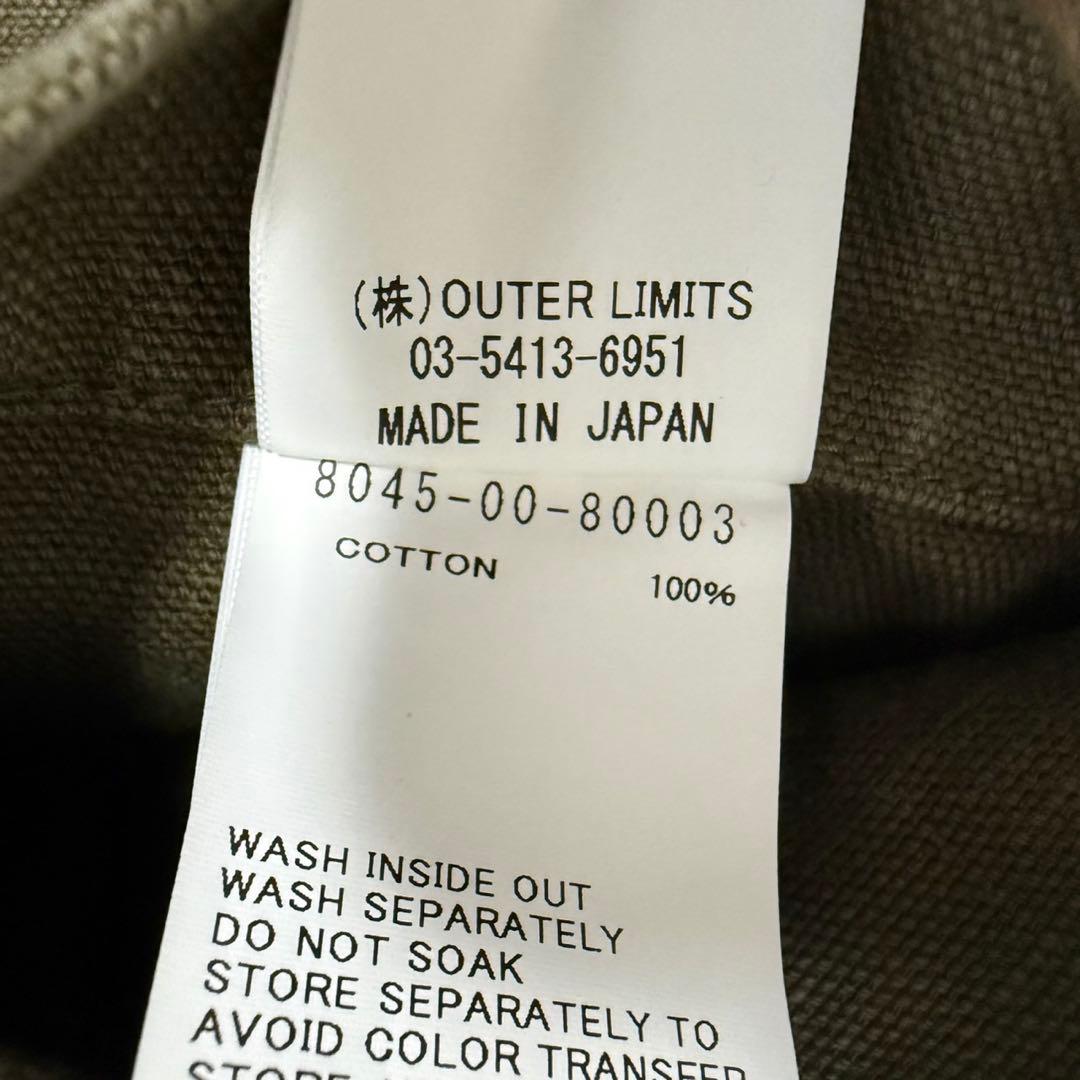 (株)OUTER LIMITS
03-5413-6951
MADE IN JAPAN
8045-00-80003
COTTON 100%
WASH INSIDE OUT
WASH SEPARATELY
DO NOT SOAK
STORE SEPARATELY TO
AVOID COLOR TRANSFER
STORE